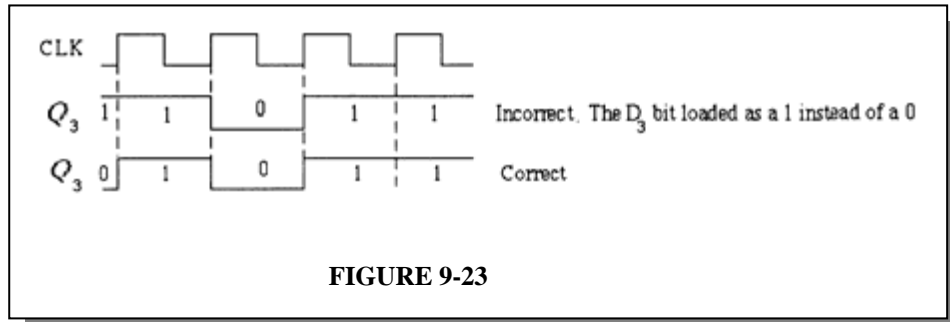 CLK
Q3 1 1 0 1 1 Incorrect. The D3 bit loaded as a 1 instead of a 0
Q3 0 1 0 1 1 Correct
FIGURE 9-23